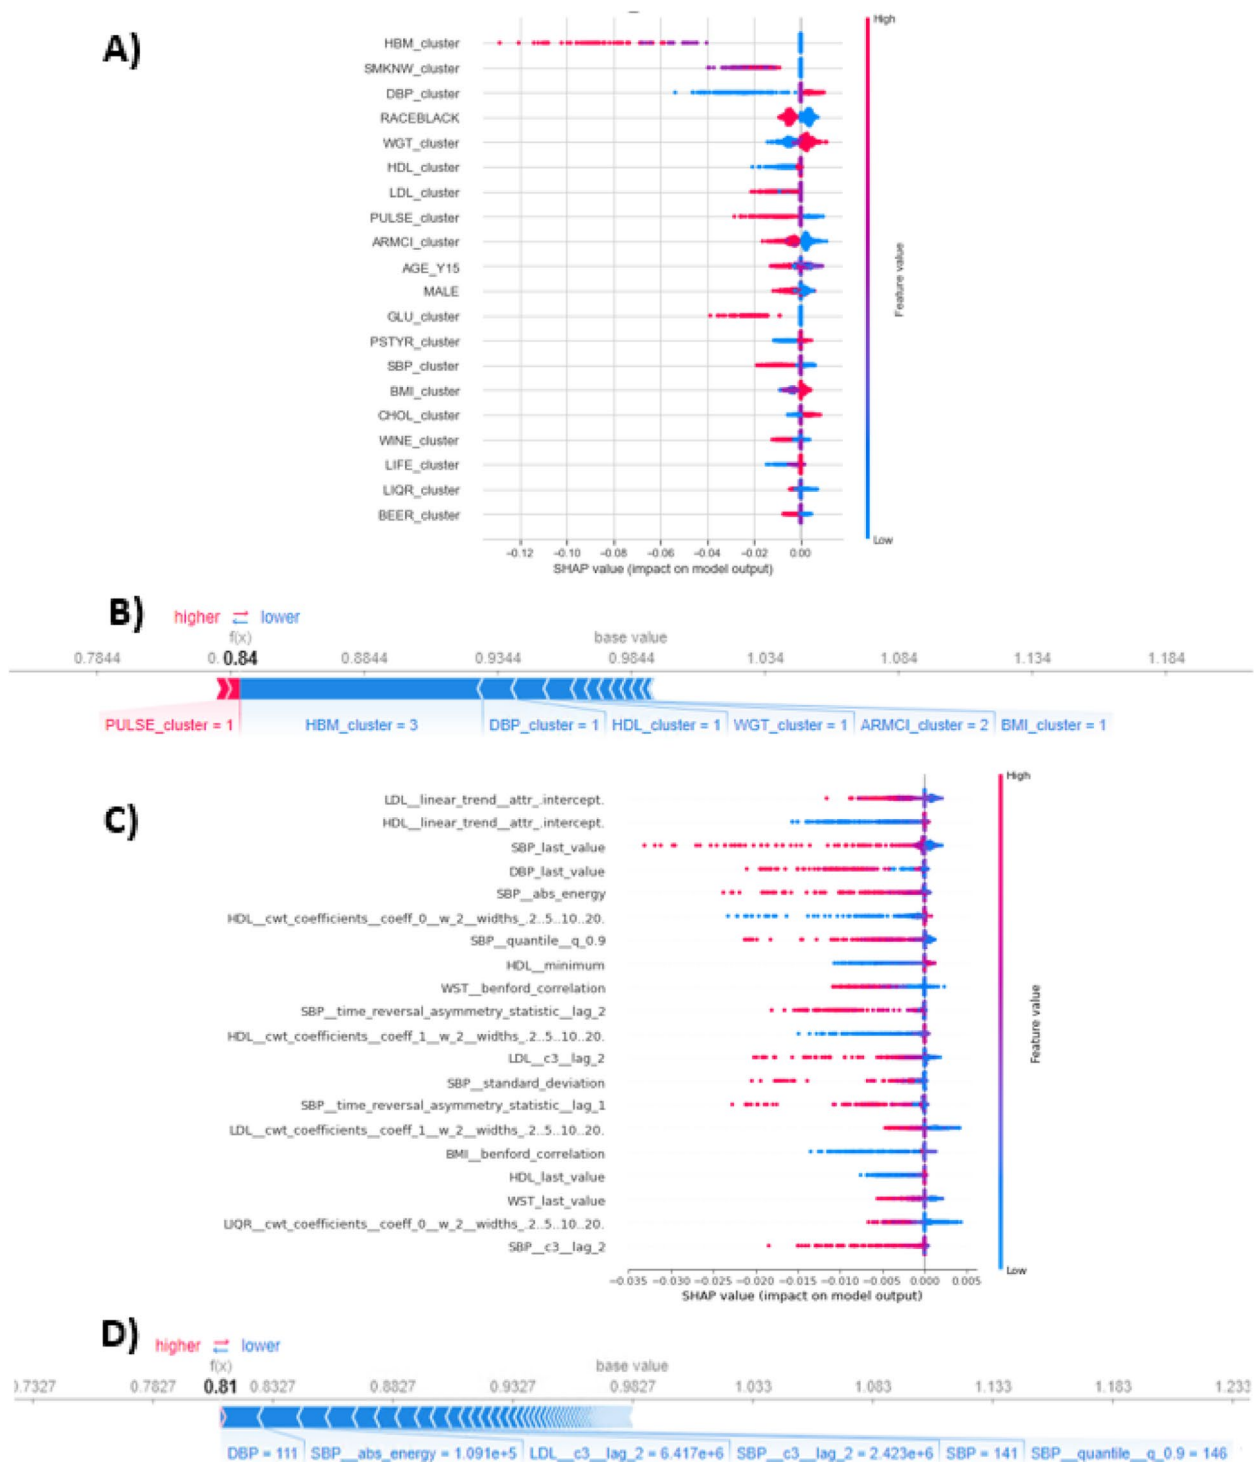 A)
High
HBM_cluster
SMKNW_cluster
DBP_cluster
RACEBLACK
WGT_cluster
HDL_cluster
LDL_cluster
PULSE_cluster
ARMCI_cluster
AGE_Y15
MALE
GLU_cluster
PSTYR_cluster
SBP_cluster
BMI_cluster
CHOL_cluster
WINE_cluster
LIFE_cluster
LIQR_cluster
BEER_cluster
Feature value
Low
−0.12 −0.10 −0.08 −0.06 −0.04 −0.02 0.00
SHAP value (impact on model output)
B)
higher ⇄ lower
f(x) base value
0.7844 0. 0.84 0.8844 0.9344 0.9844 1.034 1.084 1.134 1.184
PULSE_cluster = 1 HBM_cluster = 3 DBP_cluster = 1 HDL_cluster = 1 WGT_cluster = 1 ARMCI_cluster = 2 BMI_cluster = 1
C)
High
LDL__linear_trend__attr_.intercept.
HDL__linear_trend__attr_.intercept.
SBP_last_value
DBP_last_value
SBP__abs_energy
HDL__cwt_coefficients__coeff_0__w_2__widths_.2..5..10..20.
SBP__quantile__q_0.9
HDL__minimum
WST__benford_correlation
SBP__time_reversal_asymmetry_statistic__lag_2
HDL__cwt_coefficients__coeff_1__w_2__widths_.2..5..10..20.
LDL__c3__lag_2
SBP__standard_deviation
SBP__time_reversal_asymmetry_statistic__lag_1
LDL__cwt_coefficients__coeff_1__w_2__widths_.2..5..10..20.
BMI__benford_correlation
HDL_last_value
WST_last_value
LIQR__cwt_coefficients__coeff_0__w_2__widths_.2..5..10..20.
SBP__c3__lag_2
Feature value
Low
−0.035 −0.030 −0.025 −0.020 −0.015 −0.010 −0.005 0.000 0.005
SHAP value (impact on model output)
D)
higher ⇄ lower
f(x) base value
0.7327 0.7827 0.81 0.8327 0.8827 0.9327 0.9827 1.033 1.083 1.133 1.183 1.233
DBP = 111 SBP__abs_energy = 1.091e+5 LDL__c3__lag_2 = 6.417e+6 SBP__c3__lag_2 = 2.423e+6 SBP = 141 SBP__quantile__q_0.9 = 146